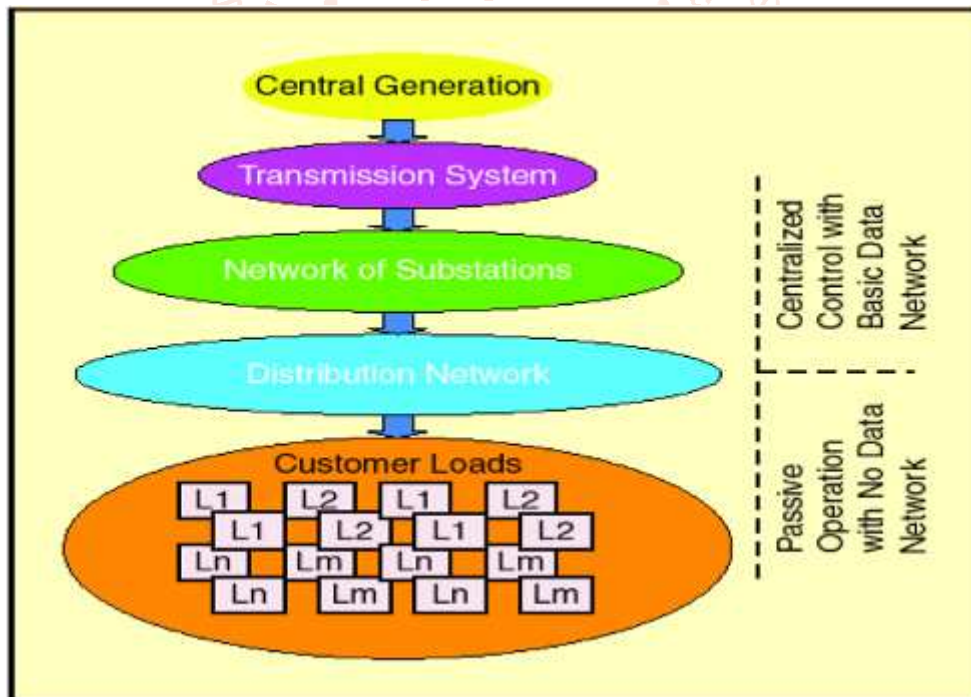 Central Generation
Transmission System
Network of Substations
Distribution Network
Customer Loads
L1 L2 L1 L2
L1 L2 L1 L2
Ln Lm Ln Lm
Ln Lm Ln Lm
Centralized
Control with
Basic Data
Network
Passive
Operation
with No Data
Network